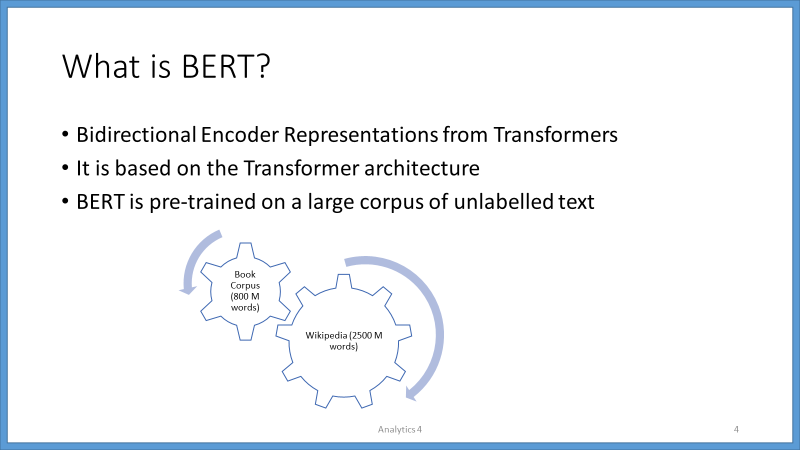 What is BERT?
• Bidirectional Encoder Representations from Transformers
• It is based on the Transformer architecture
• BERT is pre-trained on a large corpus of unlabelled text
Book
Corpus
(800 M
words)
Wikipedia (2500 M
words)
Analytics 4
4